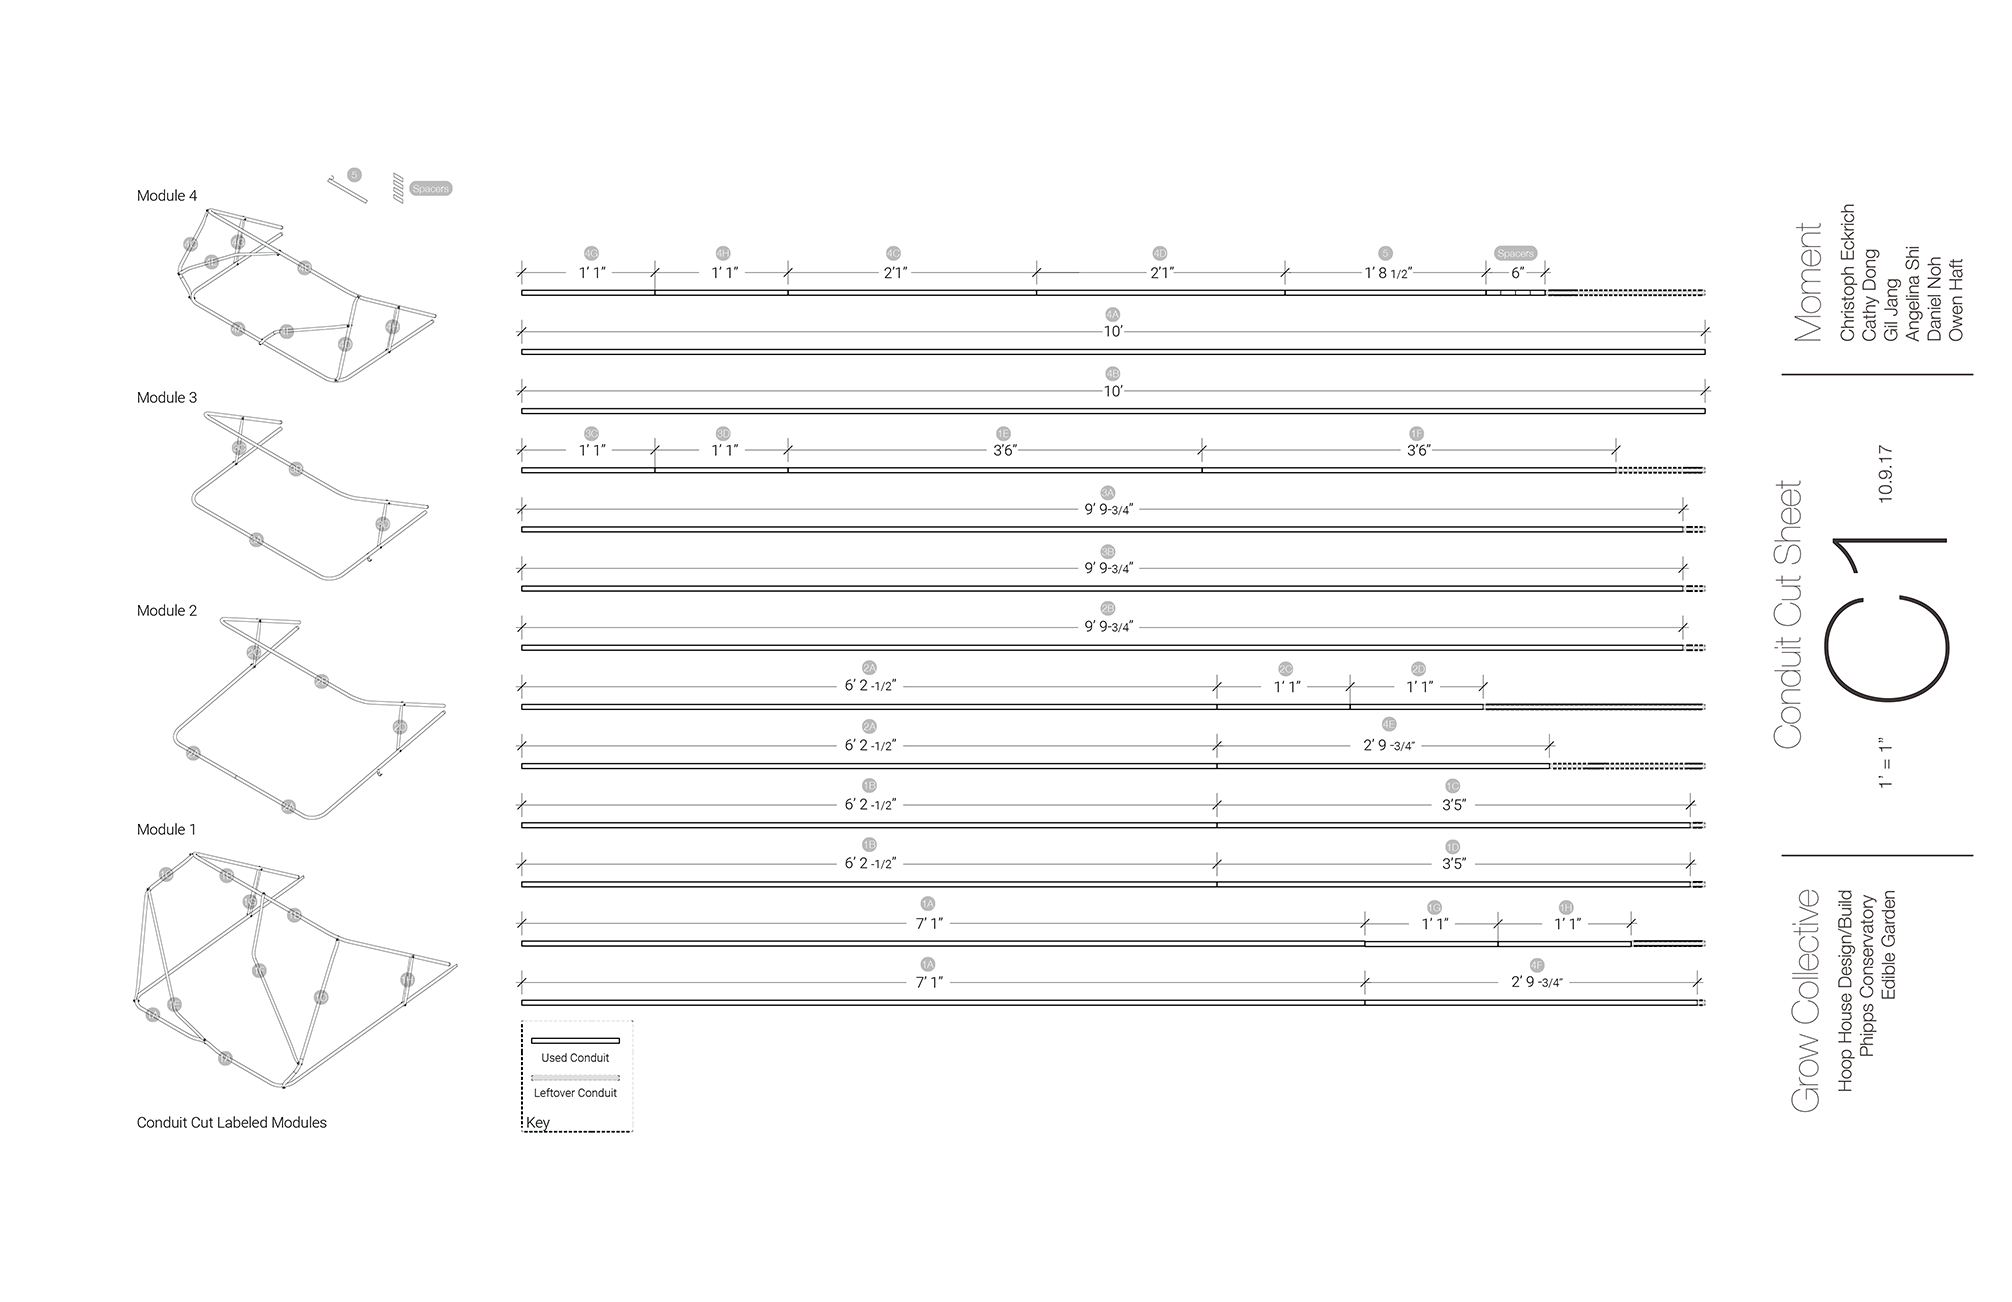 Module 4
5
Spacers
Module 3
Module 2
Module 1
Conduit Cut Labeled Modules
4G 4H 4C 4D 5 Spacers
1’ 1” 1’ 1” 2’1” 2’1” 1’ 8 1/2” 6”
4A
10’
4B
10’
3C 3D 1E 1F
1’ 1” 1’ 1” 3’6” 3’6”
3A
9’ 9-3/4”
3B
9’ 9-3/4”
2B
9’ 9-3/4”
2A 2C 2D
6’ 2 -1/2” 1’ 1” 1’ 1”
2A 4E
6’ 2 -1/2” 2’ 9 -3/4”
1B 1C
6’ 2 -1/2” 3’5”
1B 1D
6’ 2 -1/2” 3’5”
1A 1G 1H
7’ 1” 1’ 1” 1’ 1”
1A 4F
7’ 1” 2’ 9 -3/4”
Used Conduit
Leftover Conduit
Key
Moment
Christoph Eckrich
Cathy Dong
Gil Jang
Angelina Shi
Daniel Noh
Owen Haft
Conduit Cut Sheet
C1
10.9.17
1’ = 1”
Grow Collective
Hoop House Design/Build
Phipps Conservatory
Edible Garden